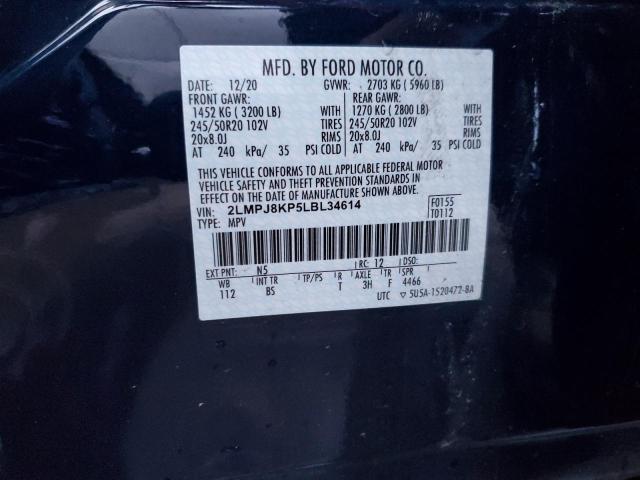 MFD. BY FORD MOTOR CO.
DATE: 12/20 GVWR: 2703 KG ( 5960 LB)
FRONT GAWR: REAR GAWR:
1452 KG ( 3200 LB) WITH 1270 KG ( 2800 LB) WITH
245/50R20 102V TIRES 245/50R20 102V TIRES
20x8.0J RIMS 20x8.0J RIMS
AT 240 kPa/ 35 PSI COLD AT 240 kPa/ 35 PSI COLD
THIS VEHICLE CONFORMS TO ALL APPLICABLE FEDERAL MOTOR
VEHICLE SAFETY AND THEFT PREVENTION STANDARDS IN
EFFECT ON THE DATE OF MANUFACTURE SHOWN ABOVE.
VIN: 2LMPJ8KP5LBL34614 F0155
TYPE: MPV T0112
EXT PNT: N5 RC: 12 DSO:
WB INT TR TP/PS R AXLE TR SPR
112 BS T 3H F 4466
UTC ▽ 5U5A-1520472-BA